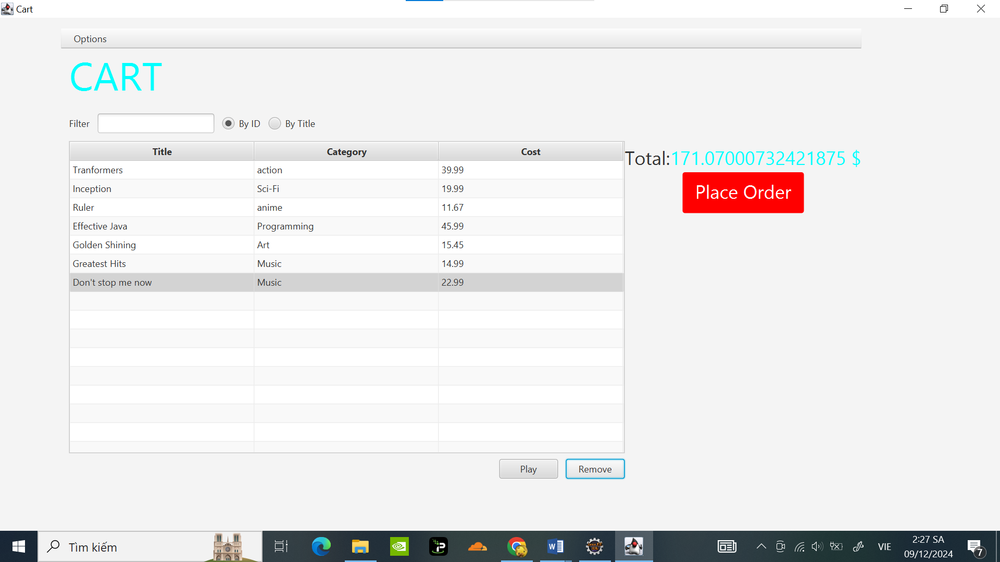 Cart
Options
CART
Filter By ID By Title
Title Category Cost
Tranformers action 39.99
Inception Sci-Fi 19.99
Ruler anime 11.67
Effective Java Programming 45.99
Golden Shining Art 15.45
Greatest Hits Music 14.99
Don't stop me now Music 22.99
Total:171.07000732421875 $
Place Order
Play Remove
Tìm kiếm
Java EE
IDE
VIE
2:27 SA
09/12/2024
7